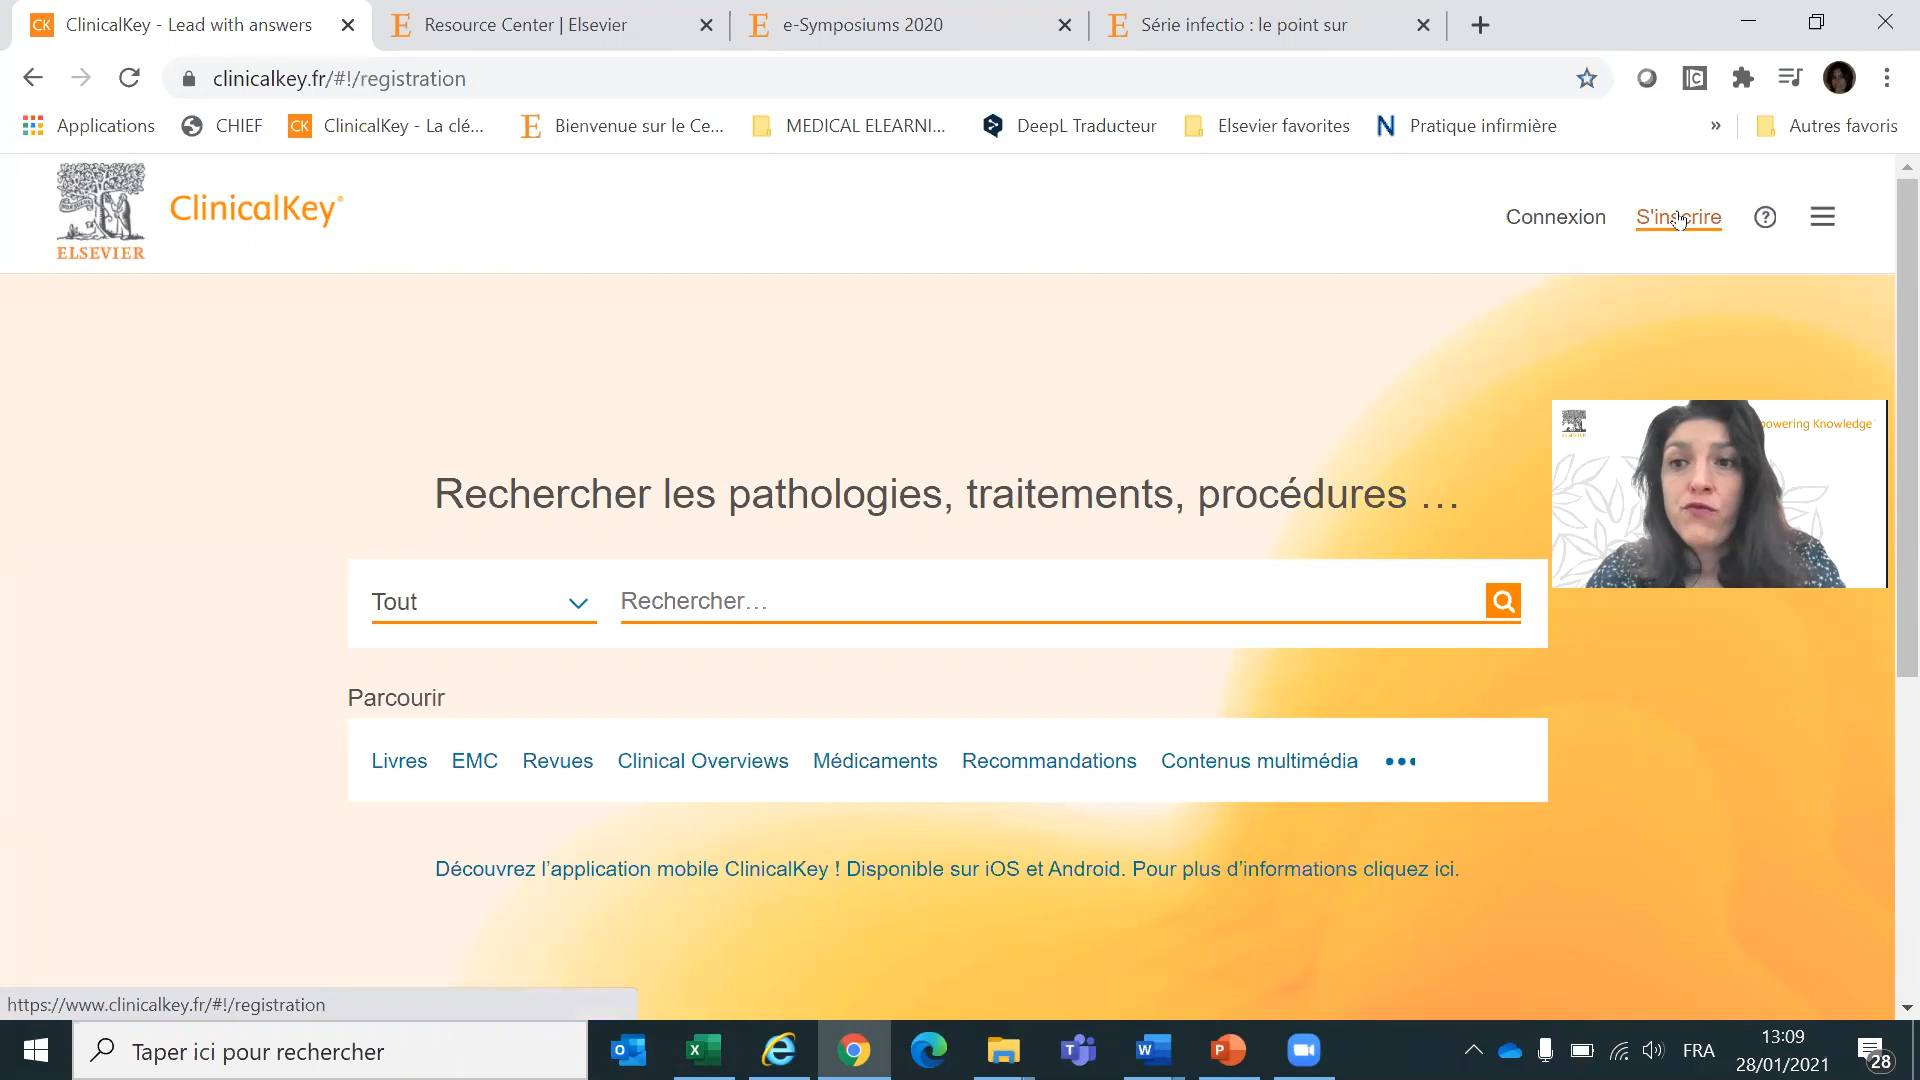 CK ClinicalKey - Lead with answers
E Resource Center | Elsevier
E e-Symposiums 2020
E Série infectio : le point sur
clinicalkey.fr/#!/registration
Applications
CHIEF
CK ClinicalKey - La clé...
E Bienvenue sur le Ce...
MEDICAL ELEARNI...
DeepL Traducteur
Elsevier favorites
N Pratique infirmière
»
Autres favoris
ELSEVIER
ClinicalKey®
Connexion
S'inscrire
powering Knowledge
Rechercher les pathologies, traitements, procédures …
Tout
Rechercher…
Parcourir
Livres EMC Revues Clinical Overviews Médicaments Recommandations Contenus multimédia •••
Découvrez l’application mobile ClinicalKey ! Disponible sur iOS et Android. Pour plus d’informations cliquez ici.
https://www.clinicalkey.fr/#!/registration
Taper ici pour rechercher
FRA
13:09
28/01/2021
28